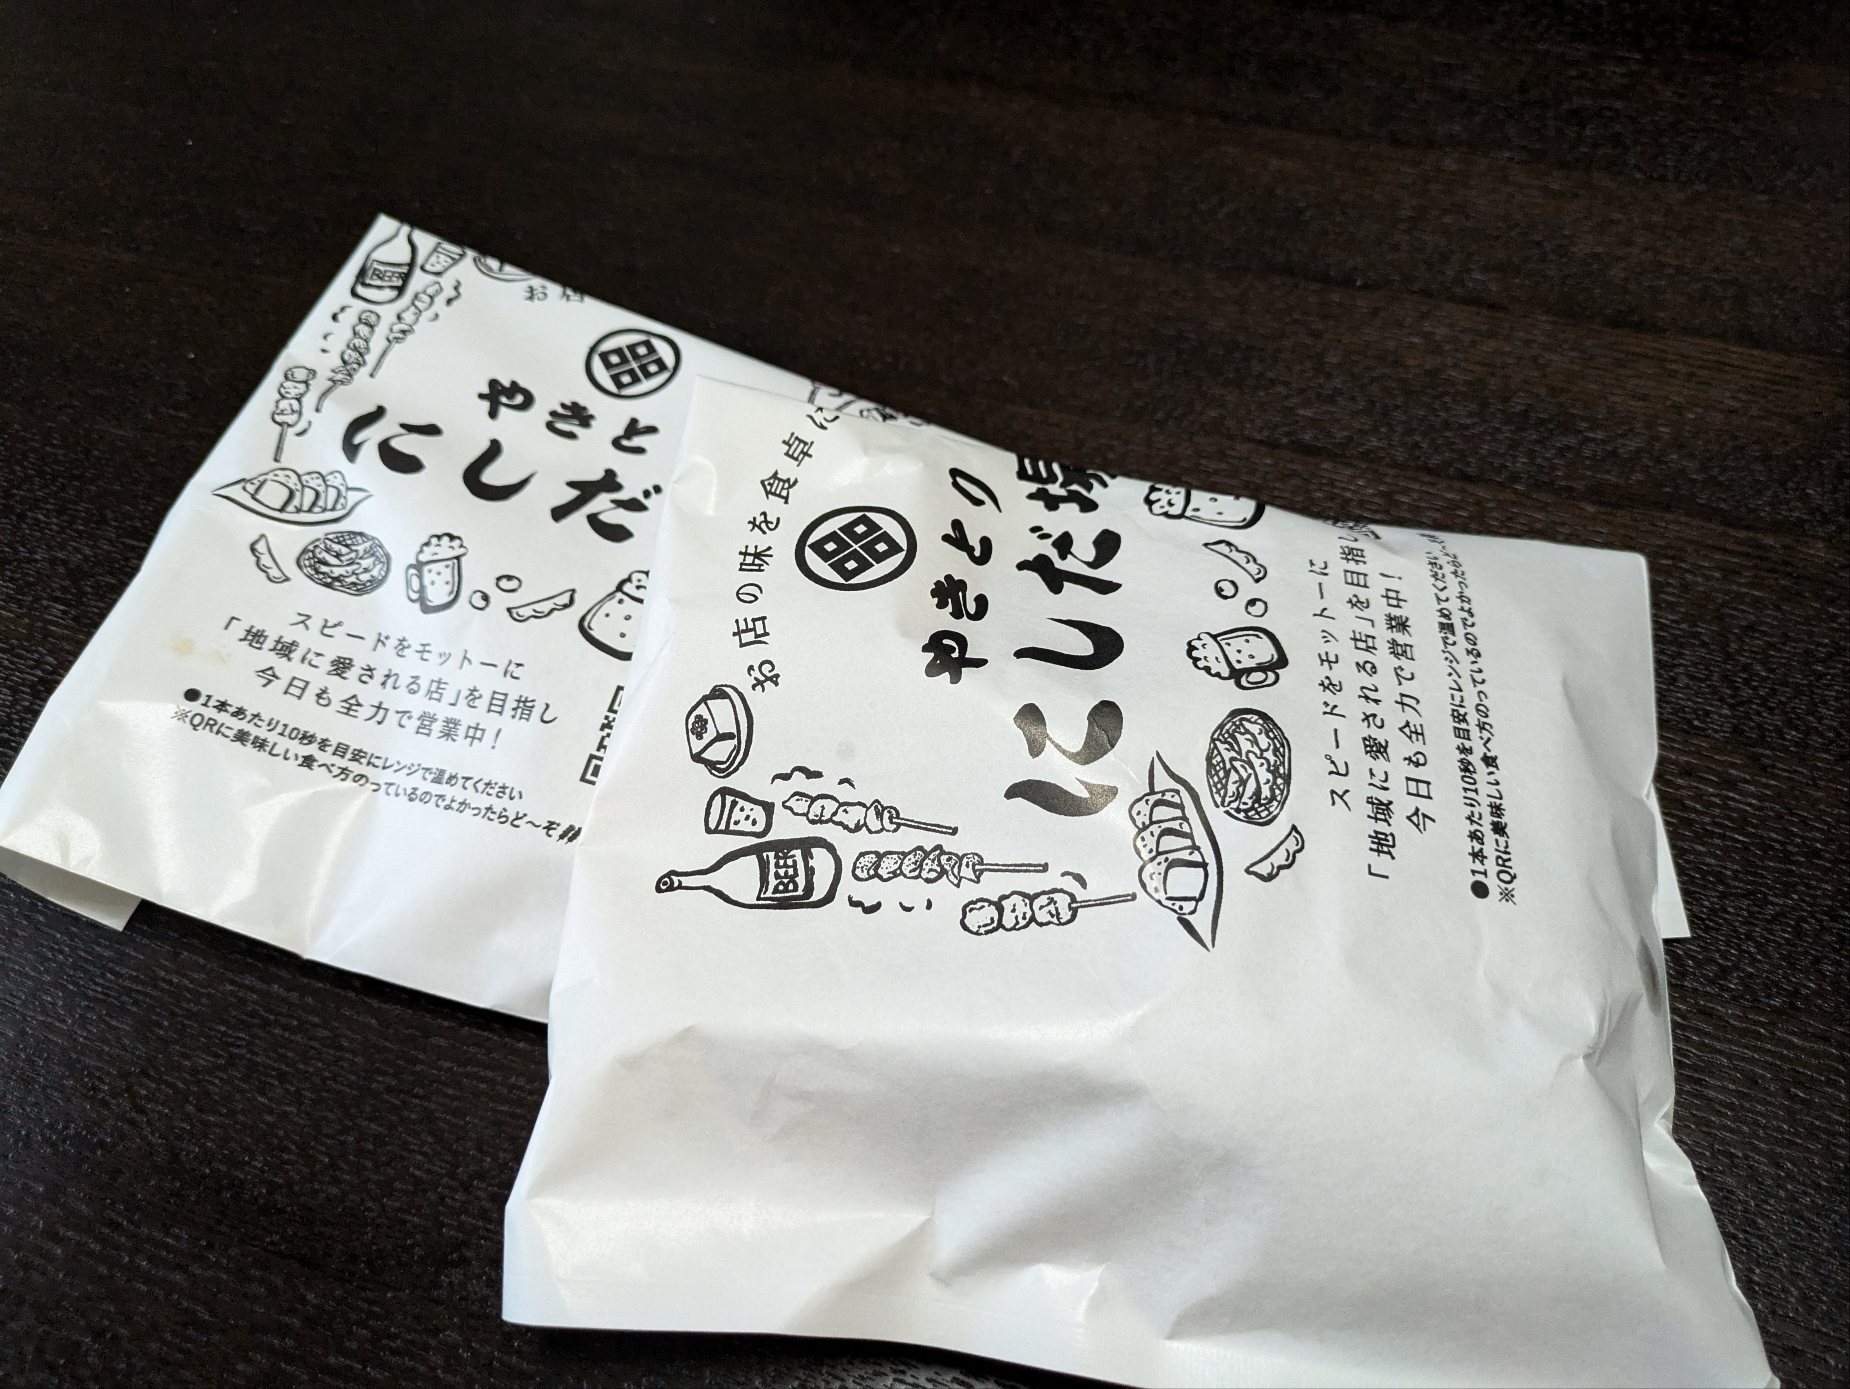 お店
やきと
にしだ
スピードをモットーに
「地域に愛される店」を目指し
今日も全力で営業中！
●1本あたり10秒を目安にレンジで温めてください
※QRに美味しい食べ方のっているのでよかったらど～ぞ
お店の味を食卓に
やきとり
にしだ場
BEER
スピードをモットーに
「地域に愛される店」を目指し
今日も全力で営業中！
●1本あたり10秒を目安にレンジで温めてください
※QRに美味しい食べ方のっているのでよかったらど～